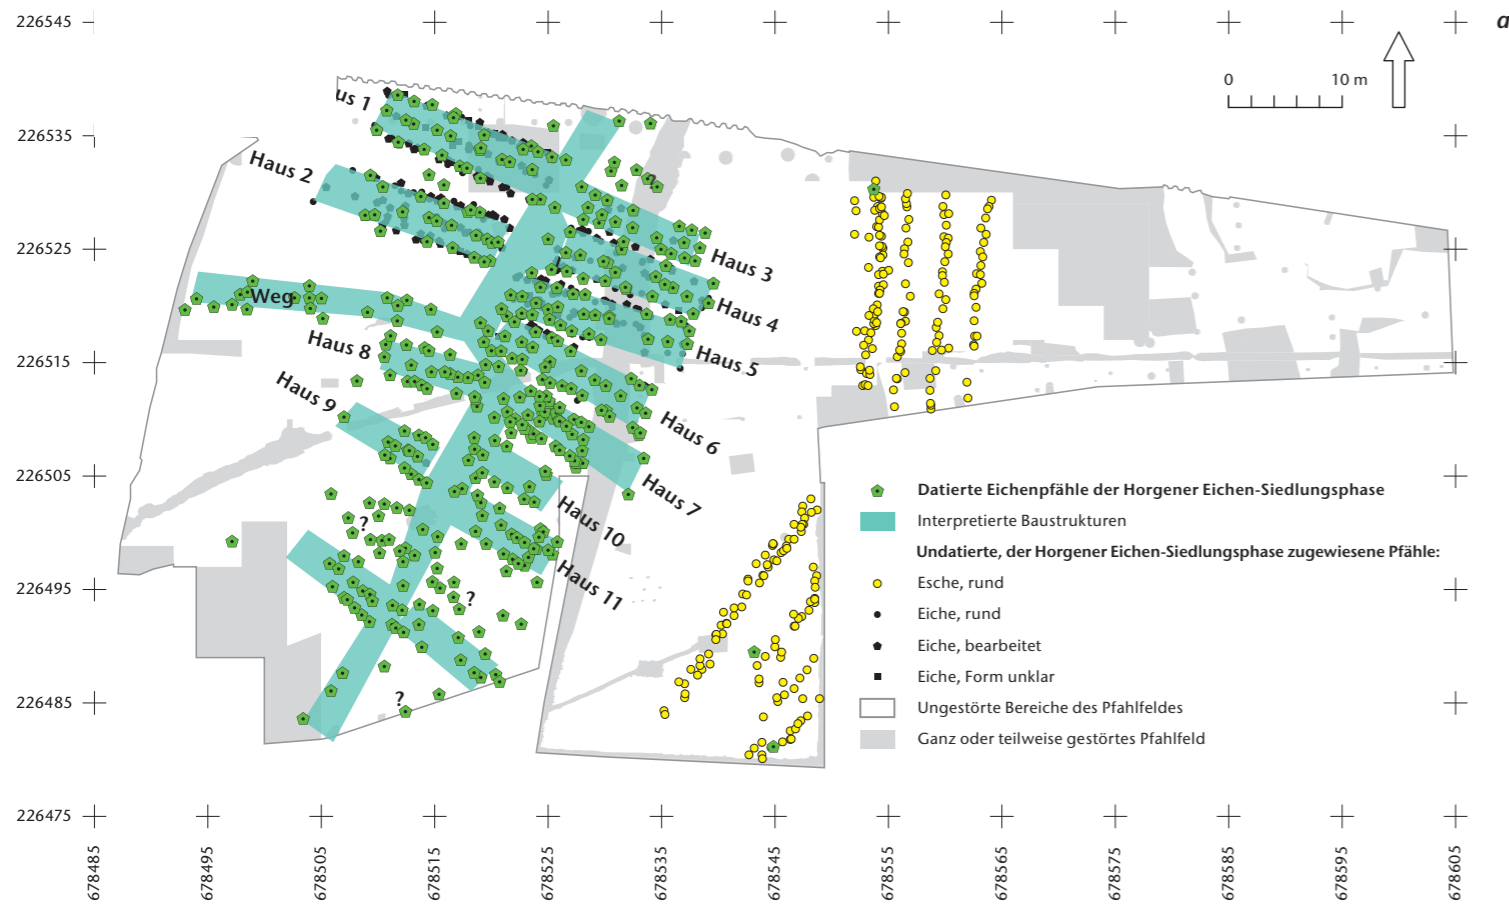 a
226545
226535
226525
226515
226505
226495
226485
226475
0 10 m
us 1
Haus 2
Haus 3
Haus 4
Weg
Haus 5
Haus 8
Haus 9
Haus 6
Haus 7
Haus 10
Haus 11
?
?
?
?
Datierte Eichenpfähle der Horgener Eichen-Siedlungsphase
Interpretierte Baustrukturen
Undatierte, der Horgener Eichen-Siedlungsphase zugewiesene Pfähle:
Esche, rund
Eiche, rund
Eiche, bearbeitet
Eiche, Form unklar
Ungestörte Bereiche des Pfahlfeldes
Ganz oder teilweise gestörtes Pfahlfeld
678485
678495
678505
678515
678525
678535
678545
678555
678565
678575
678585
678595
678605